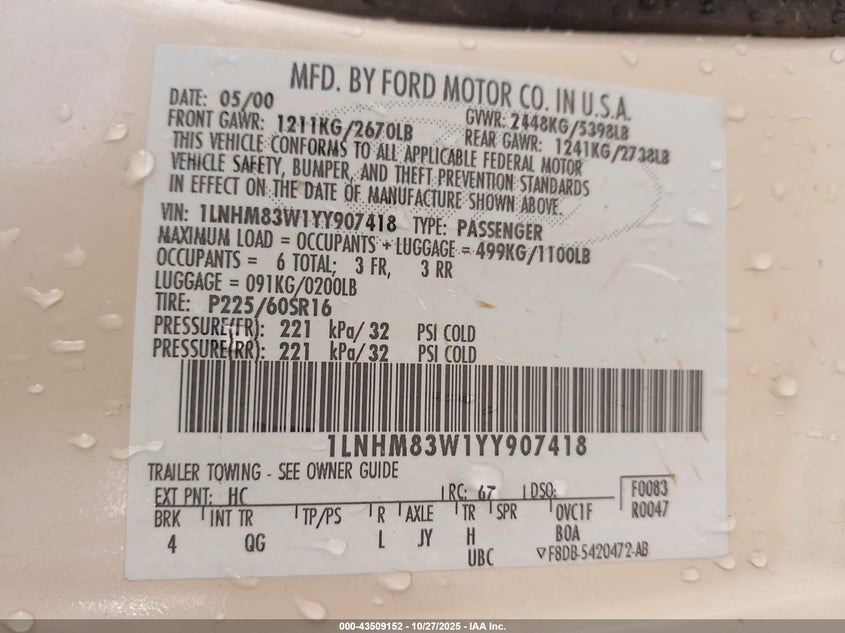 MFD. BY FORD MOTOR CO. IN U.S.A.
DATE: 05/00 GVWR: 2448KG/5398LB
FRONT GAWR: 1211KG/2670LB REAR GAWR: 1241KG/2738LB
THIS VEHICLE CONFORMS TO ALL APPLICABLE FEDERAL MOTOR
VEHICLE SAFETY, BUMPER, AND THEFT PREVENTION STANDARDS
IN EFFECT ON THE DATE OF MANUFACTURE SHOWN ABOVE.
VIN: 1LNHM83W1YY907418 TYPE: PASSENGER
MAXIMUM LOAD = OCCUPANTS + LUGGAGE = 499KG/1100LB
OCCUPANTS = 6 TOTAL; 3 FR, 3 RR
LUGGAGE = 091KG/0200LB
TIRE: P225/60SR16
PRESSURE(FR): 221 kPa/ 32 PSI COLD
PRESSURE(RR): 221 kPa/ 32 PSI COLD
1LNHM83W1YY907418
TRAILER TOWING - SEE OWNER GUIDE
EXT PNT: HC RC: 67 DSO: F0083
BRK INT TR TP/PS R AXLE TR SPR OVC1F R0047
4 QG L JY H BOA
UBC ▽F8DB-5420472-AB
000-43509152 - 10/27/2025 - IAA Inc.